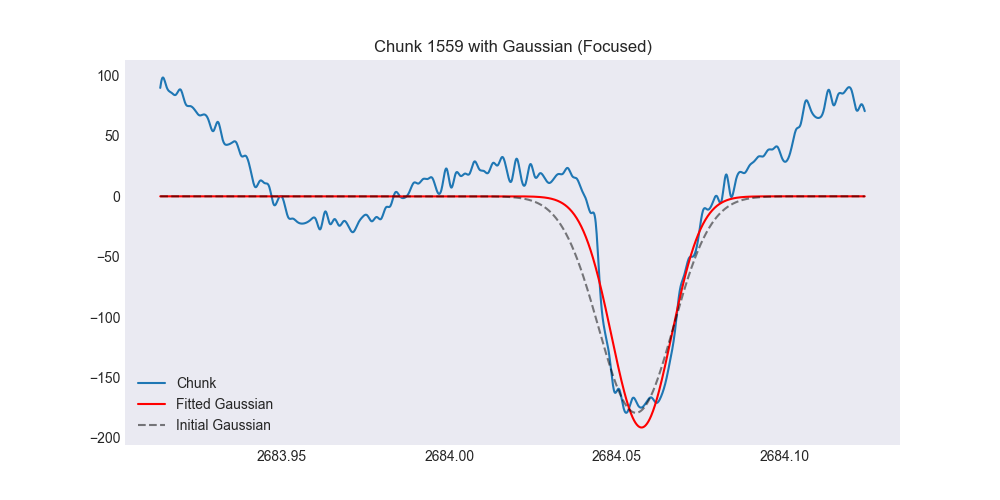 Chunk 1559 with Gaussian (Focused)
100
50
0
−50
−100
−150
−200
Chunk
Fitted Gaussian
Initial Gaussian
2683.95
2684.00
2684.05
2684.10